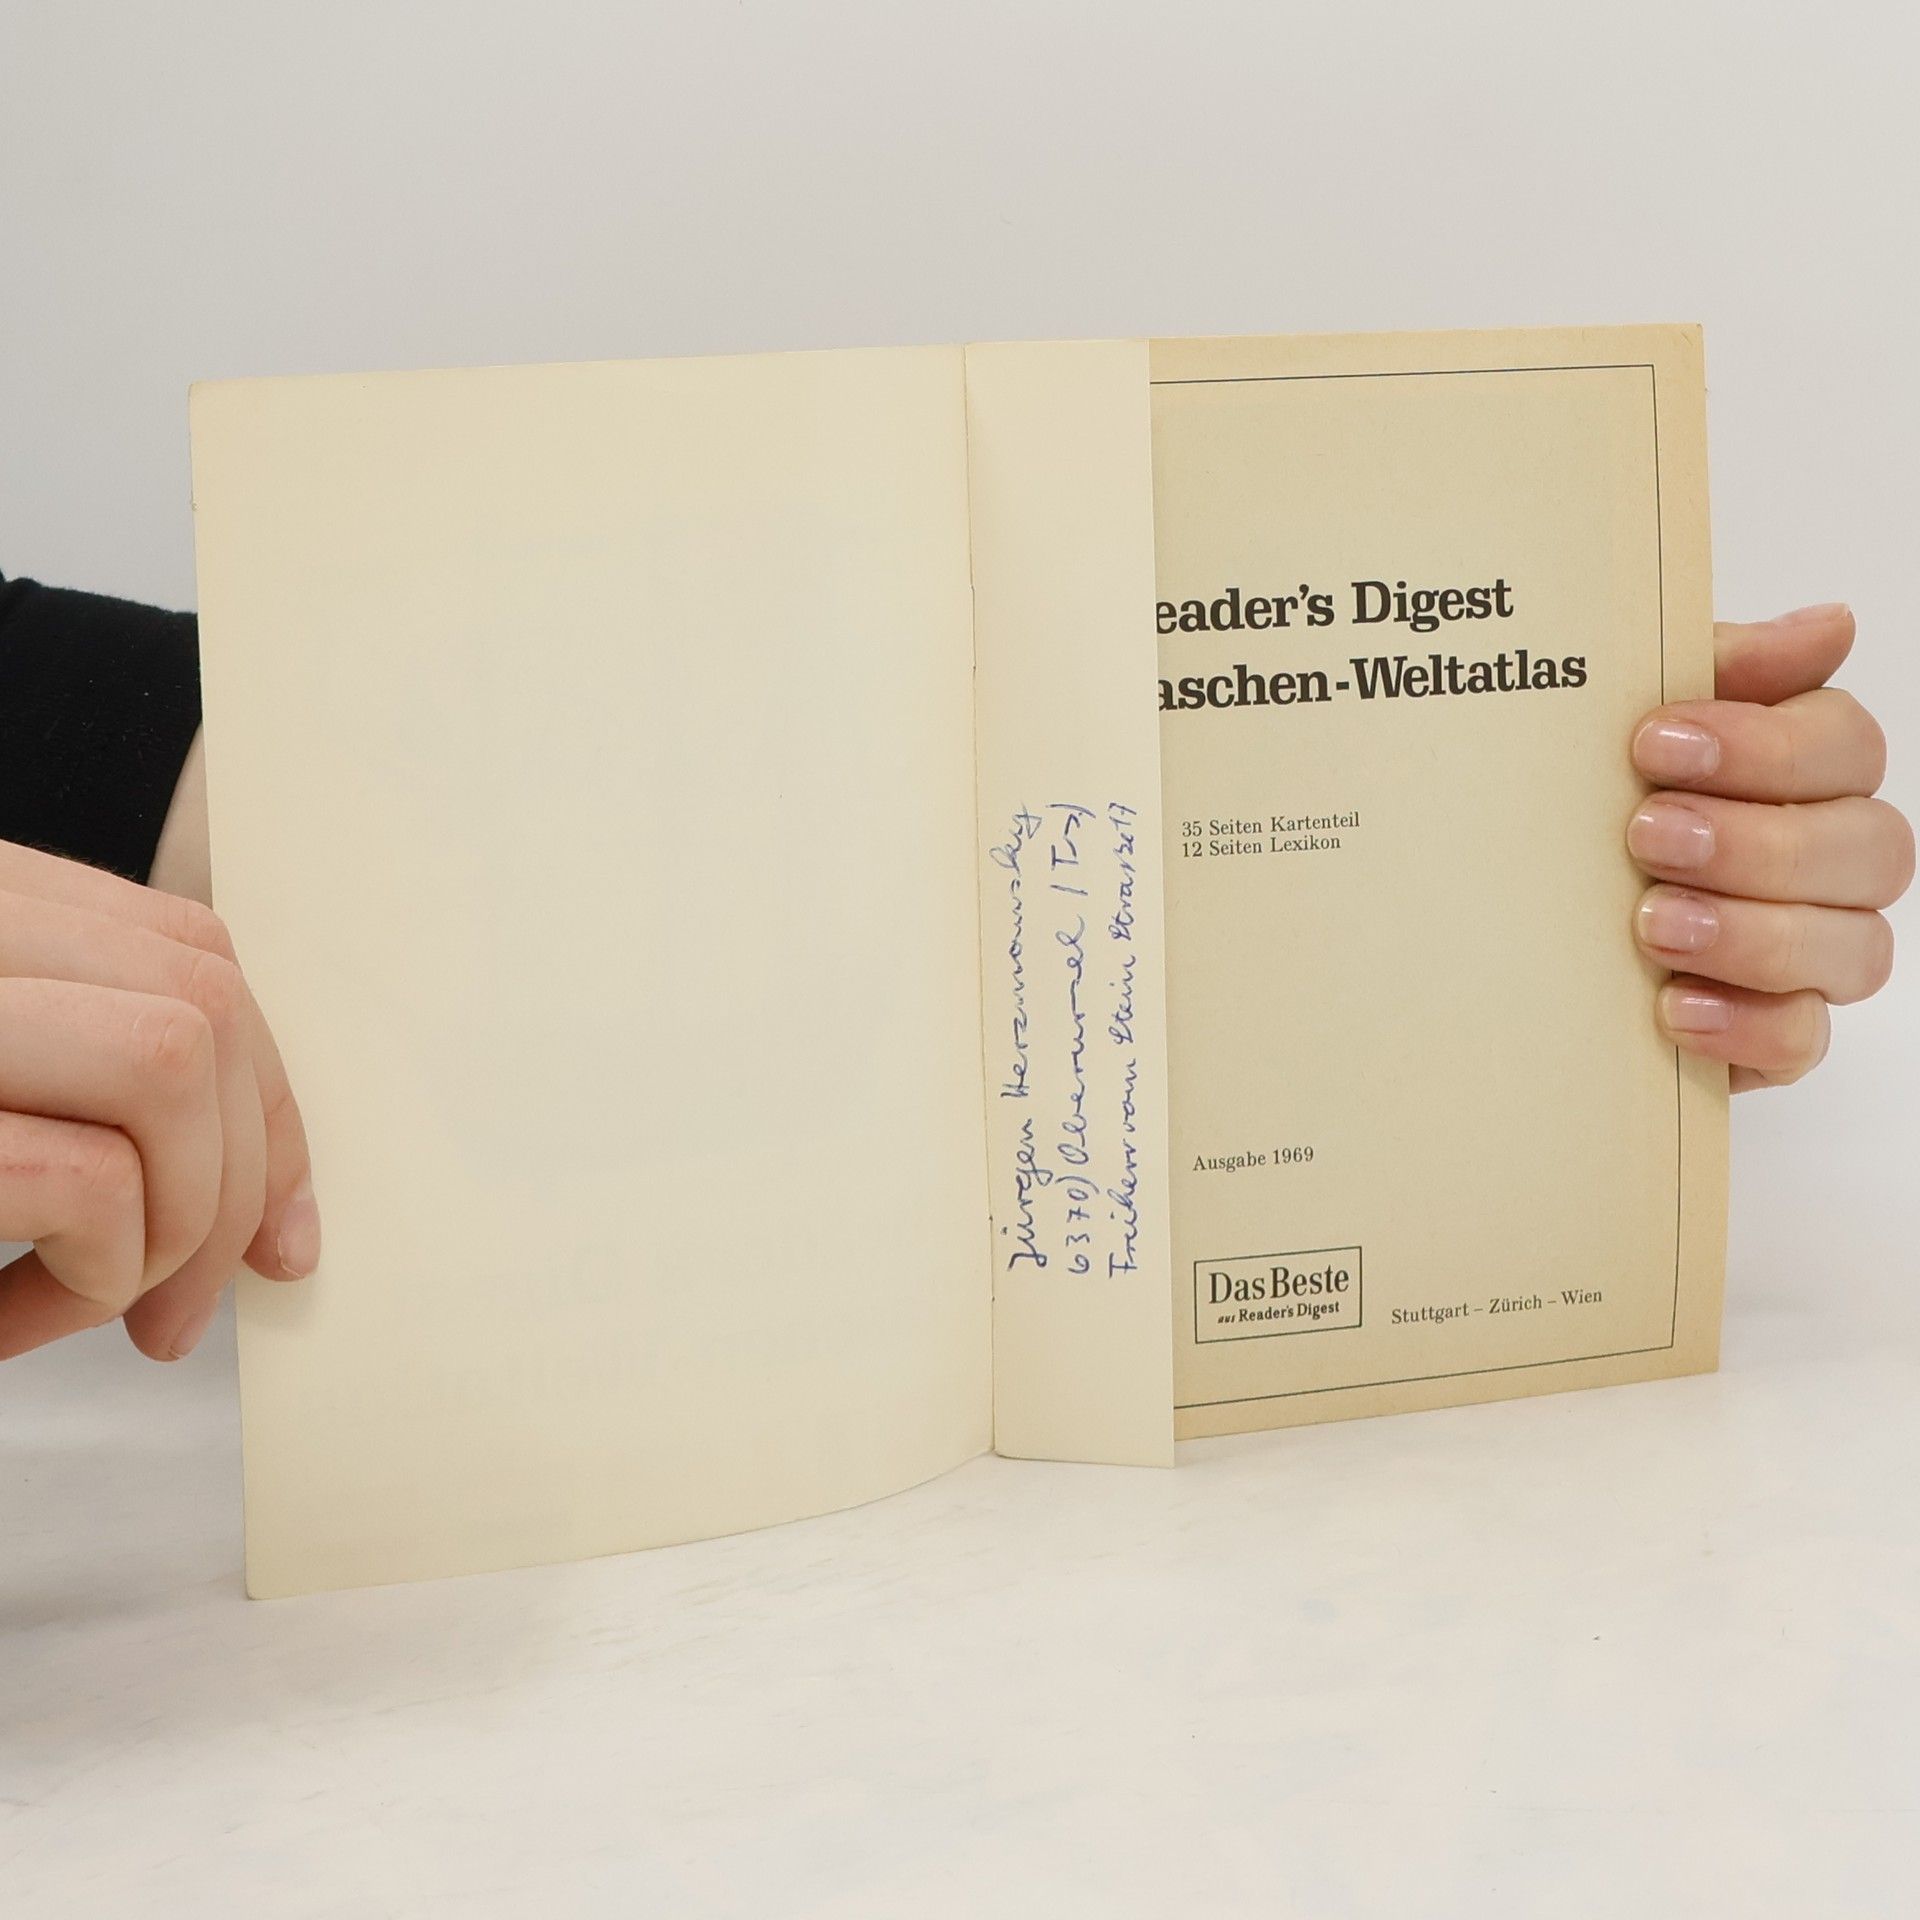 Jürgen Herznowsky
6370) Oberursel / Ts)
Freiherr vom Stein Straße 17
eader's Digest
aschen-Weltatlas
35 Seiten Kartenteil
12 Seiten Lexikon
Ausgabe 1969
Das Beste
aus Reader's Digest
Stuttgart – Zürich – Wien